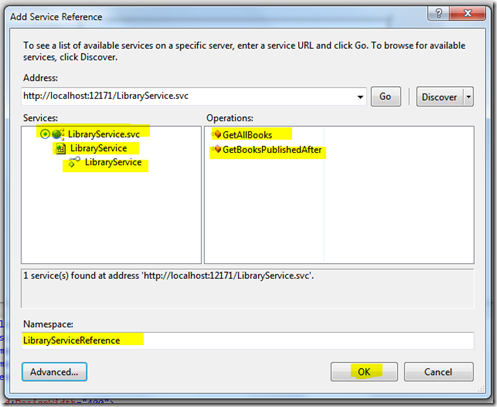 Add Service Reference
To see a list of available services on a specific server, enter a service URL and click Go. To browse for available
services, click Discover.
Address:
http://localhost:12171/LibraryService.svc
Go
Discover
Services:
Operations:
LibraryService.svc
GetAllBooks
LibraryService
GetBooksPublishedAfter
LibraryService
1 service(s) found at address 'http://localhost:12171/LibraryService.svc'.
Namespace:
LibraryServiceReference
Advanced...
OK
Cancel